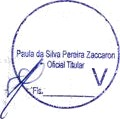 Paula da Silva Pereira Zaccaron
Oficial Titular
Fls.
V